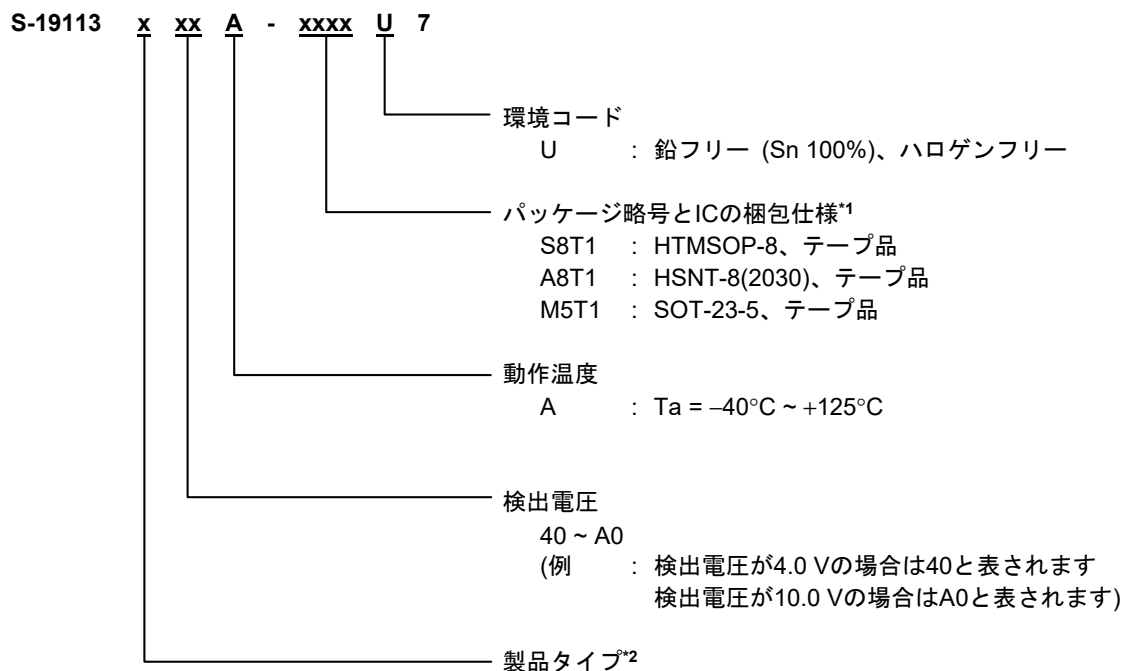 S-19113 x xx A - xxxx U 7
環境コード
U : 鉛フリー (Sn 100%)、ハロゲンフリー
パッケージ略号とICの梱包仕様*1
S8T1 : HTMSOP-8、テープ品
A8T1 : HSNT-8(2030)、テープ品
M5T1 : SOT-23-5、テープ品
動作温度
A : Ta = −40°C ~ +125°C
検出電圧
40 ~ A0
(例 : 検出電圧が4.0 Vの場合は40と表されます
検出電圧が10.0 Vの場合はA0と表されます)
製品タイプ*2